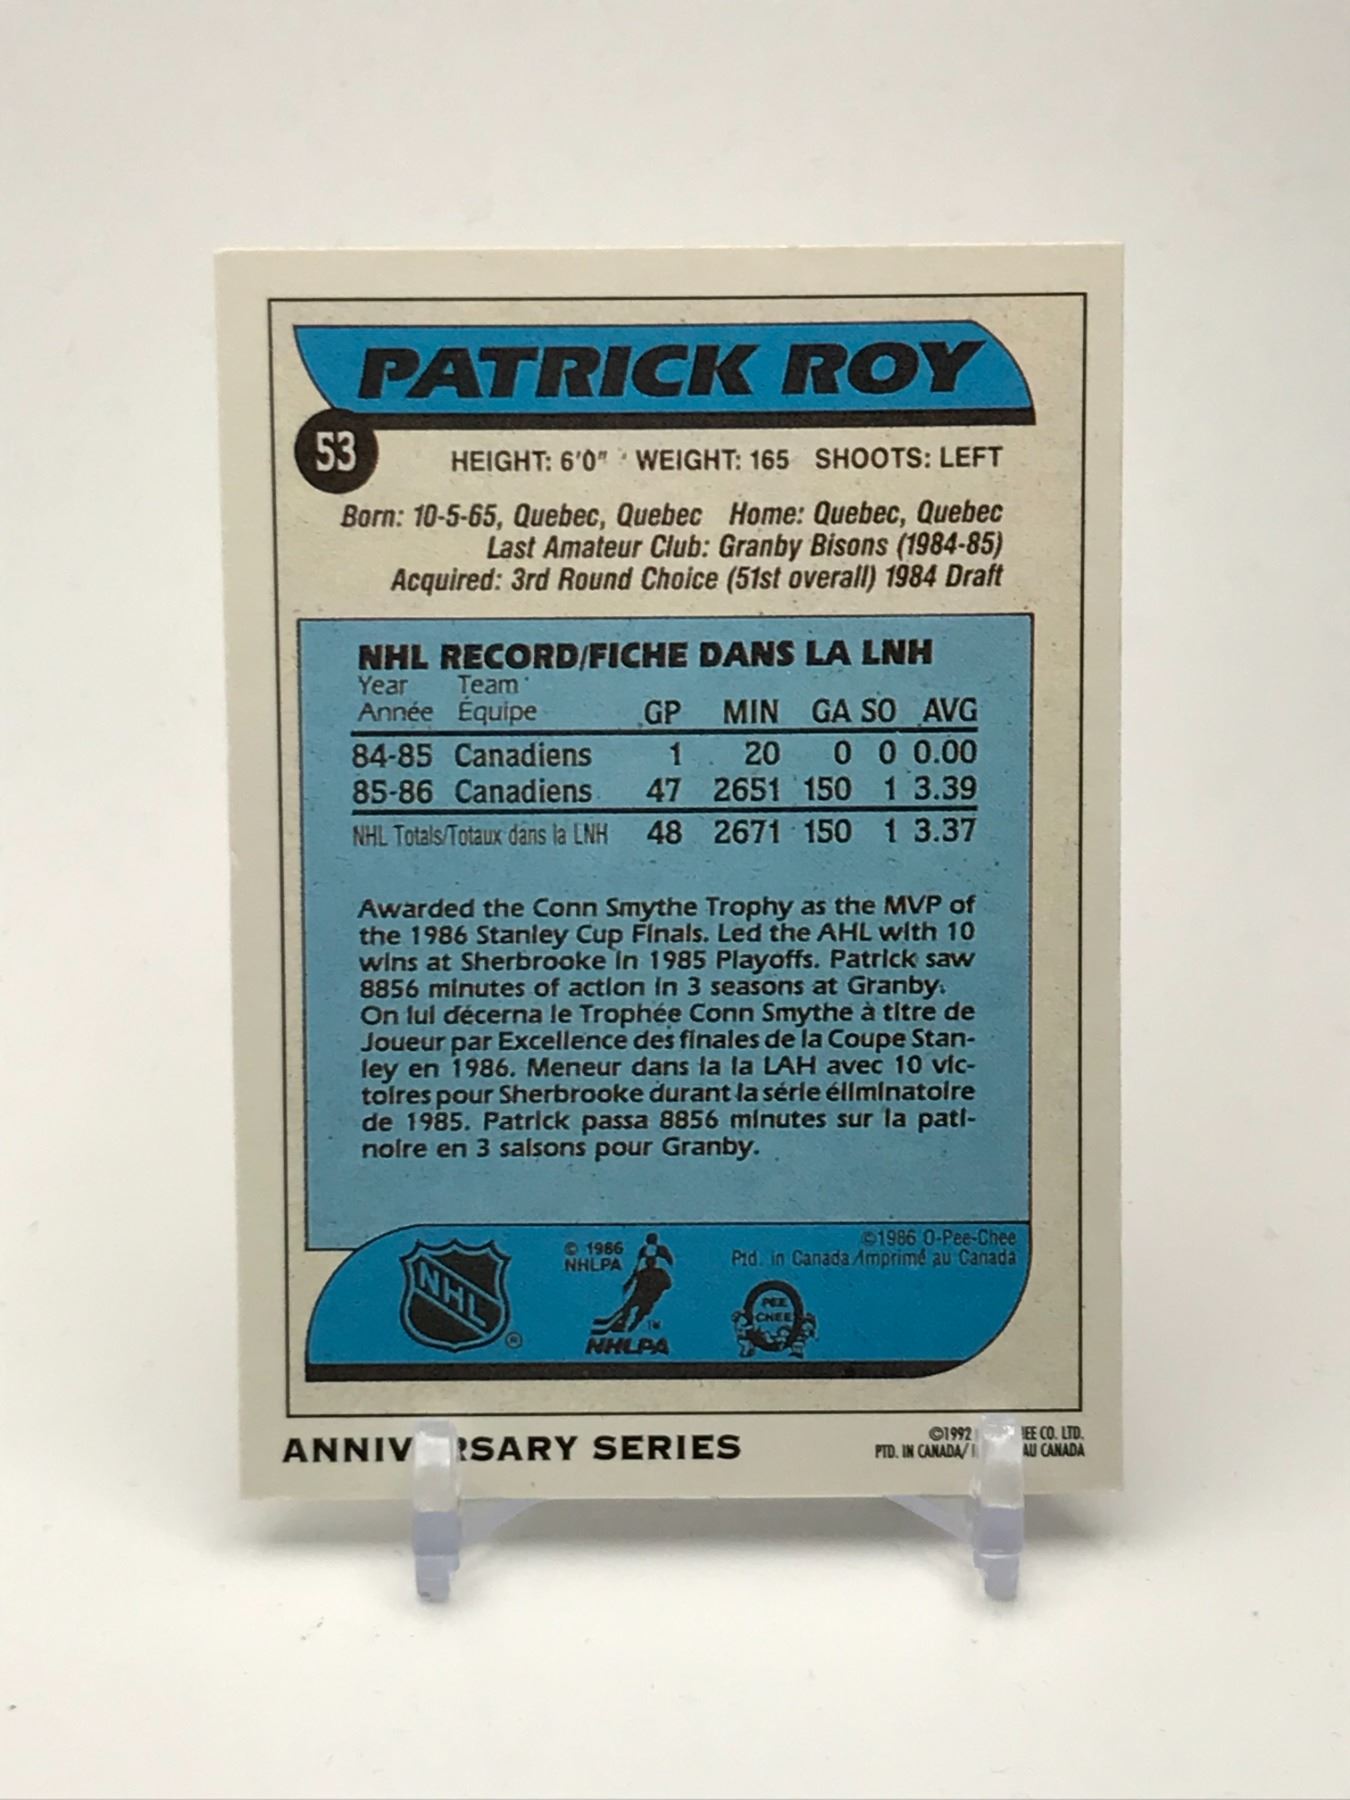 PATRICK ROY
53
HEIGHT: 6'0" WEIGHT: 165 SHOOTS: LEFT
Born: 10-5-65, Quebec, Quebec Home: Quebec, Quebec
Last Amateur Club: Granby Bisons (1984-85)
Acquired: 3rd Round Choice (51st overall) 1984 Draft
NHL RECORD/FICHE DANS LA LNH
Year Team
Année Équipe GP MIN GA SO AVG
84-85 Canadiens 1 20 0 0 0.00
85-86 Canadiens 47 2651 150 1 3.39
NHL Totals/Totaux dans la LNH 48 2671 150 1 3.37
Awarded the Conn Smythe Trophy as the MVP of
the 1986 Stanley Cup Finals. Led the AHL with 10
wins at Sherbrooke in 1985 Playoffs. Patrick saw
8856 minutes of action in 3 seasons at Granby.
On lui décerna le Trophée Conn Smythe à titre de
Joueur par Excellence des finales de la Coupe Stan-
ley en 1986. Meneur dans la la LAH avec 10 vic-
toires pour Sherbrooke durant la série éliminatoire
de 1985. Patrick passa 8856 minutes sur la pati-
noire en 3 saisons pour Granby.
©1986 O-Pee-Chee
Ptd. in Canada/Imprimé au Canada
© 1986
NHLPA
NHL
®
TM
NHLPA
PEE
CHEE
ANNIV RSARY SERIES
©1992 EE CO. LTD.
PTD. IN CANADA/ AU CANADA